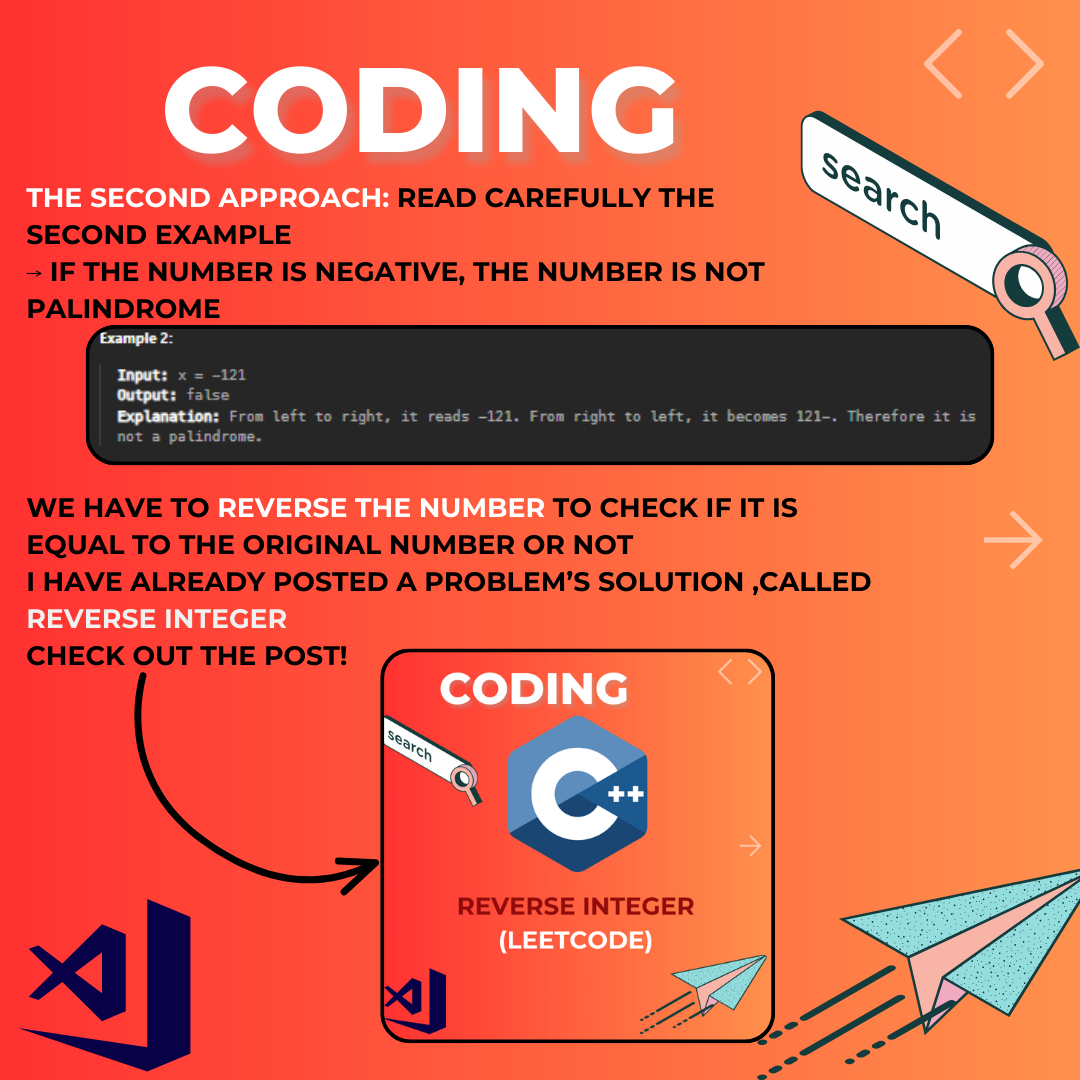 CODING
search
THE SECOND APPROACH: READ CAREFULLY THE
SECOND EXAMPLE
→ IF THE NUMBER IS NEGATIVE, THE NUMBER IS NOT
PALINDROME
Example 2:
Input: x = -121
Output: false
Explanation: From left to right, it reads -121. From right to left, it becomes 121-. Therefore it is
not a palindrome.
WE HAVE TO REVERSE THE NUMBER TO CHECK IF IT IS
EQUAL TO THE ORIGINAL NUMBER OR NOT
I HAVE ALREADY POSTED A PROBLEM'S SOLUTION ,CALLED
REVERSE INTEGER
CHECK OUT THE POST!
CODING
search
C++
REVERSE INTEGER
(LEETCODE)